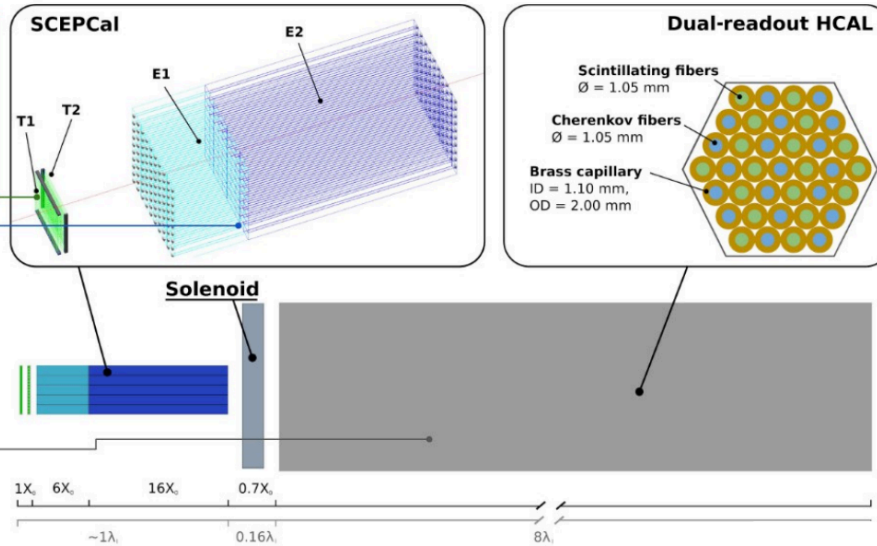 SCEPCal
E1
E2
T1
T2
Dual-readout HCAL
Scintillating fibers
Ø = 1.05 mm
Cherenkov fibers
Ø = 1.05 mm
Brass capillary
ID = 1.10 mm,
OD = 2.00 mm
Solenoid
1X₀ 6X₀ 16X₀ 0.7X₀
~1λᵢ 0.16λᵢ 8λᵢ